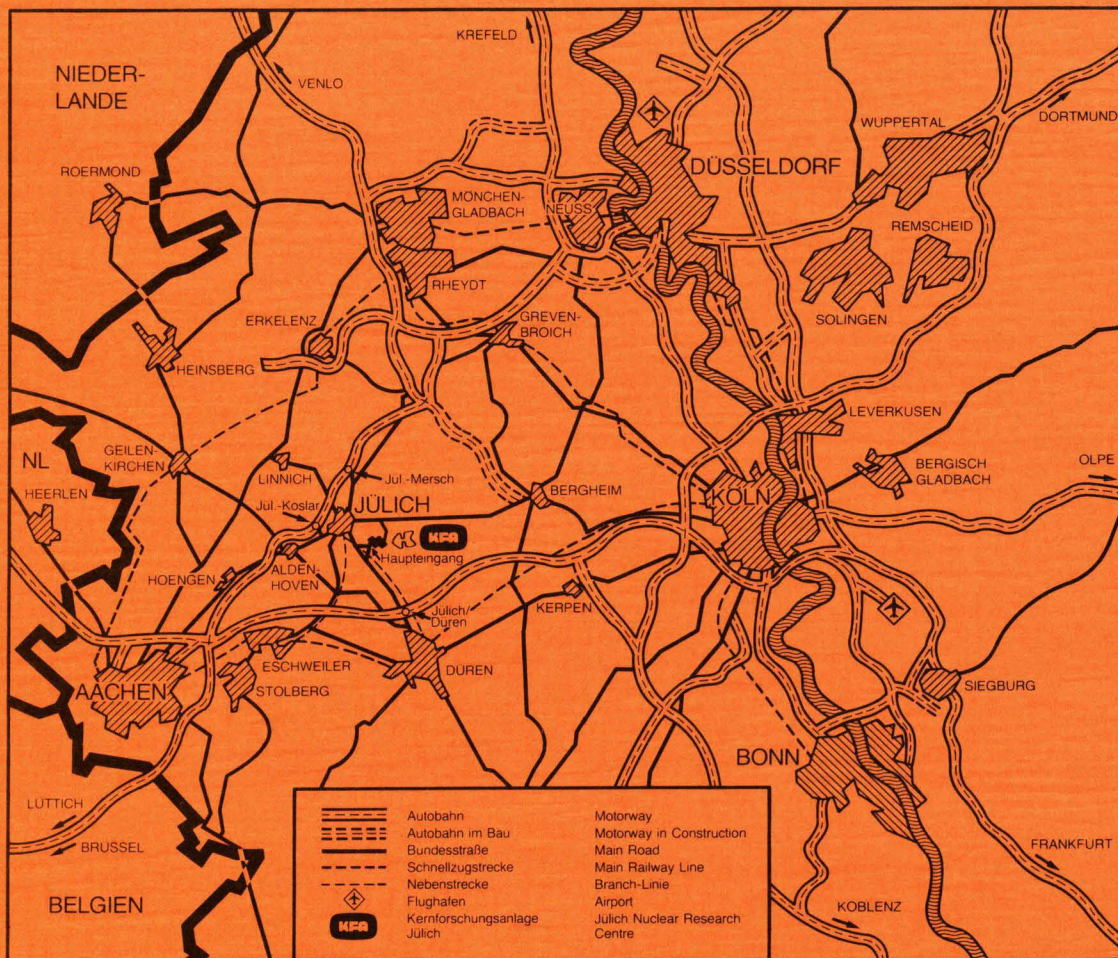 KREFELD
NIEDER-
LANDE
VENLO
DORTMUND
WUPPERTAL
DÜSSELDORF
ROERMOND
MÖNCHEN-
GLADBACH
NEUSS
REMSCHEID
RHEYDT
SOLINGEN
ERKELENZ
GREVEN-
BROICH
HEINSBERG
LEVERKUSEN
GEILEN-
KIRCHEN
NL
LINNICH
Jül.-Mersch
BERGISCH
GLADBACH
OLPE
HEERLEN
Jül.-Koslar
JÜLICH
BERGHEIM
KÖLN
KFA
Haupteingang
HOENGEN
ALDEN-
HOVEN
Jülich/
Düren
KERPEN
ESCHWEILER
DÜREN
AACHEN
STOLBERG
SIEGBURG
BONN
LÜTTICH
BRÜSSEL
FRANKFURT
BELGIEN
KOBLENZ
Autobahn Motorway
Autobahn im Bau Motorway in Construction
Bundesstraße Main Road
Schnellzugstrecke Main Railway Line
Nebenstrecke Branch-Linie
Flughafen Airport
KFA Kernforschungsanlage Jülich Nuclear Research
Jülich Centre